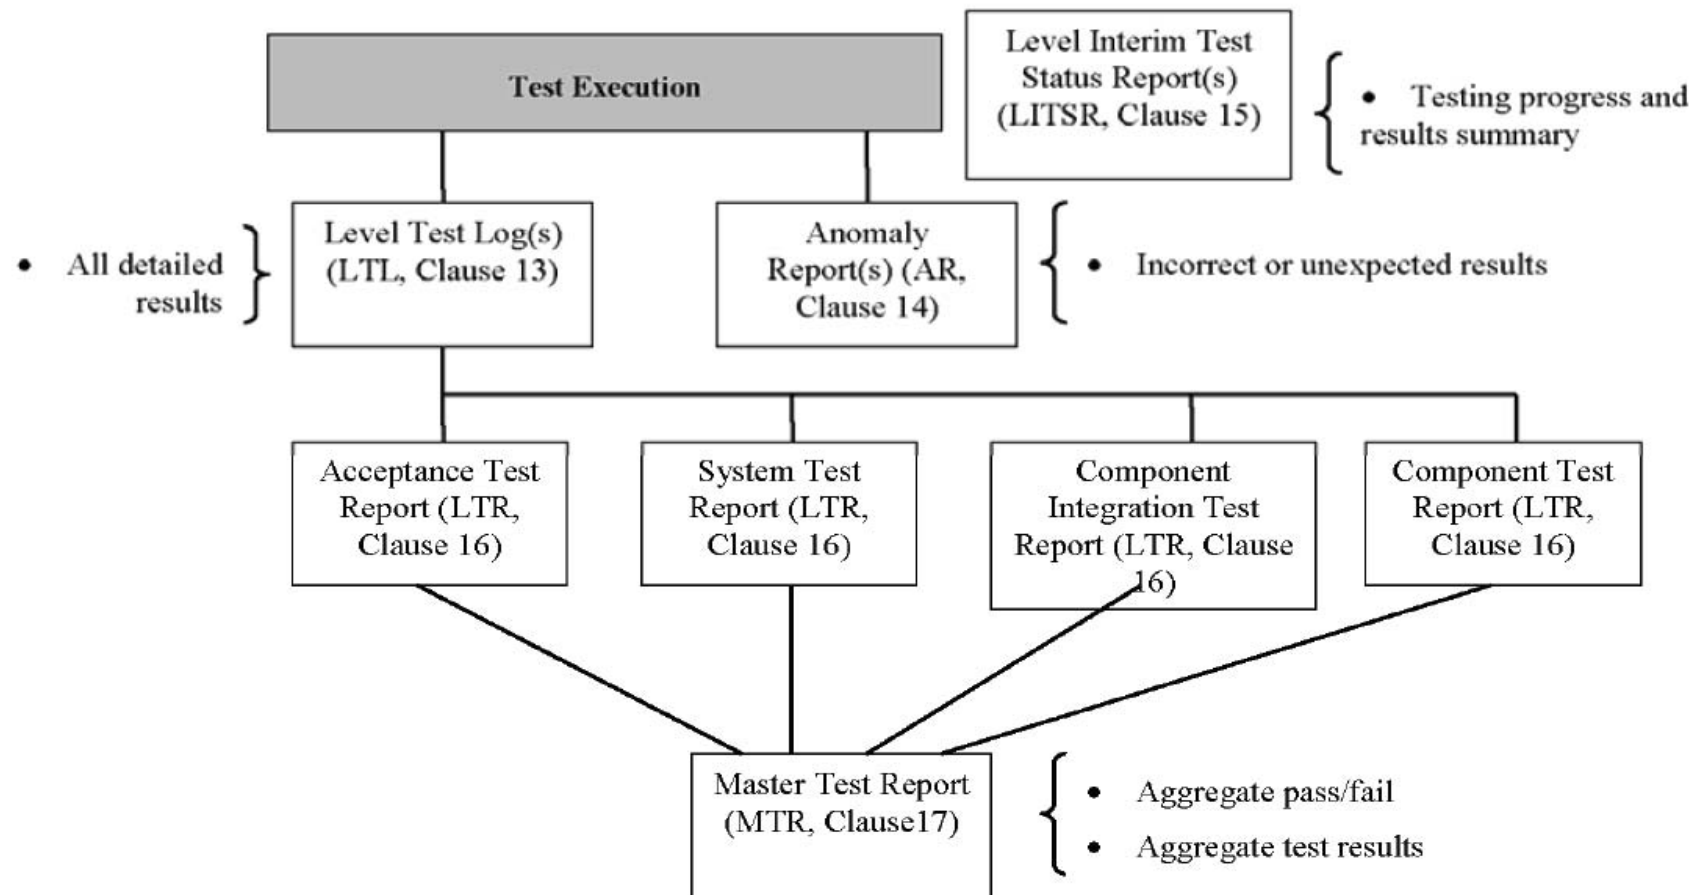 Test Execution
Level Interim Test
Status Report(s)
(LITSR, Clause 15)
• Testing progress and
results summary
• All detailed
results
Level Test Log(s)
(LTL, Clause 13)
Anomaly
Report(s) (AR,
Clause 14)
• Incorrect or unexpected results
Acceptance Test
Report (LTR,
Clause 16)
System Test
Report (LTR,
Clause 16)
Component
Integration Test
Report (LTR, Clause
16)
Component Test
Report (LTR,
Clause 16)
Master Test Report
(MTR, Clause17)
• Aggregate pass/fail
• Aggregate test results